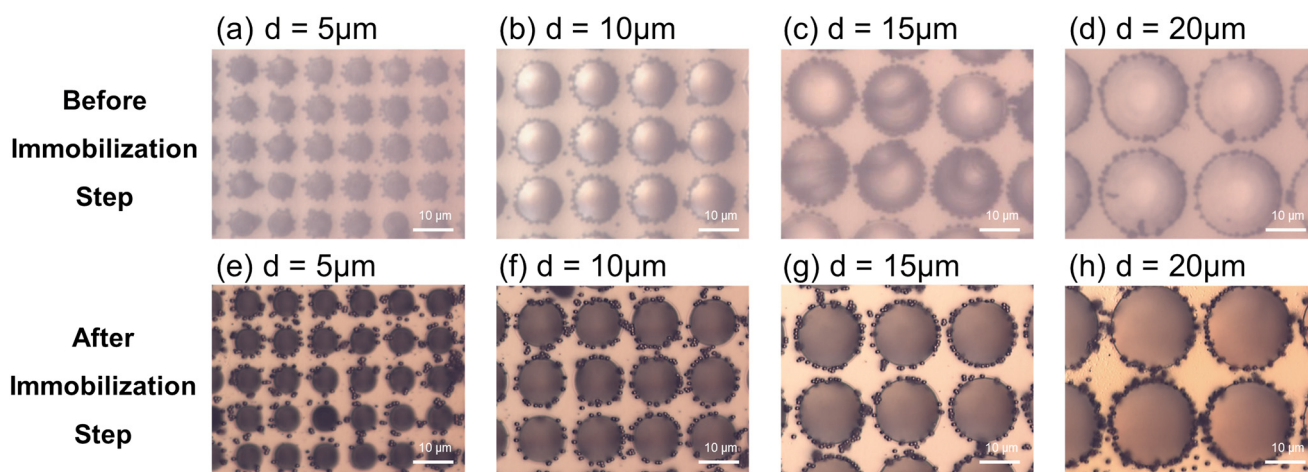 (a) d = 5µm
(b) d = 10µm
(c) d = 15µm
(d) d = 20µm
Before
Immobilization
Step
10 µm
10 µm
10 µm
10 µm
(e) d = 5µm
(f) d = 10µm
(g) d = 15µm
(h) d = 20µm
After
Immobilization
Step
10 µm
10 µm
10 µm
10 µm